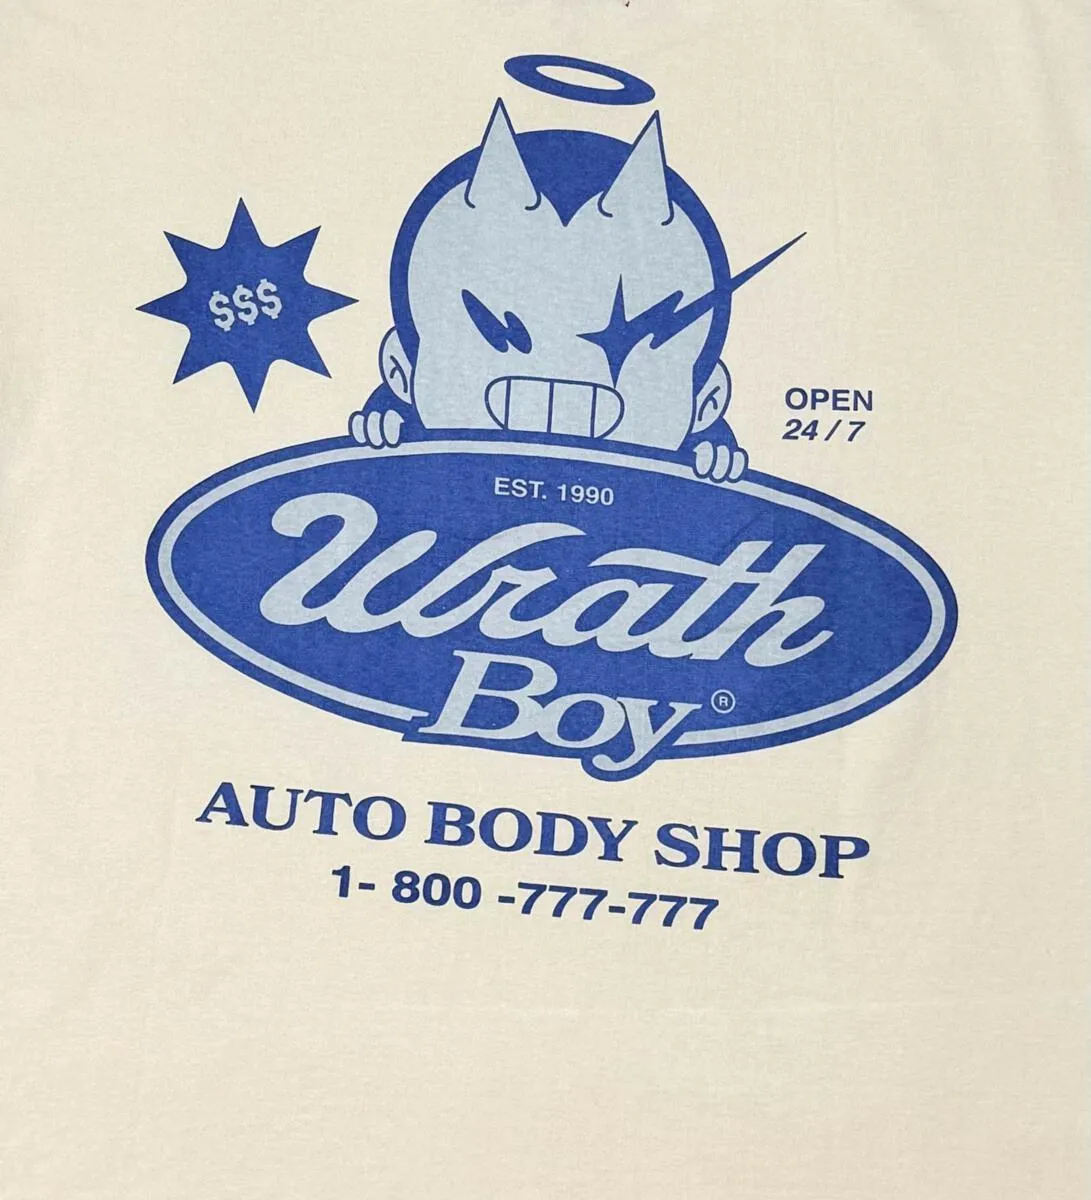 $$$
OPEN
24/7
EST. 1990
Wrath
Boy ®
AUTO BODY SHOP
1- 800 -777-777